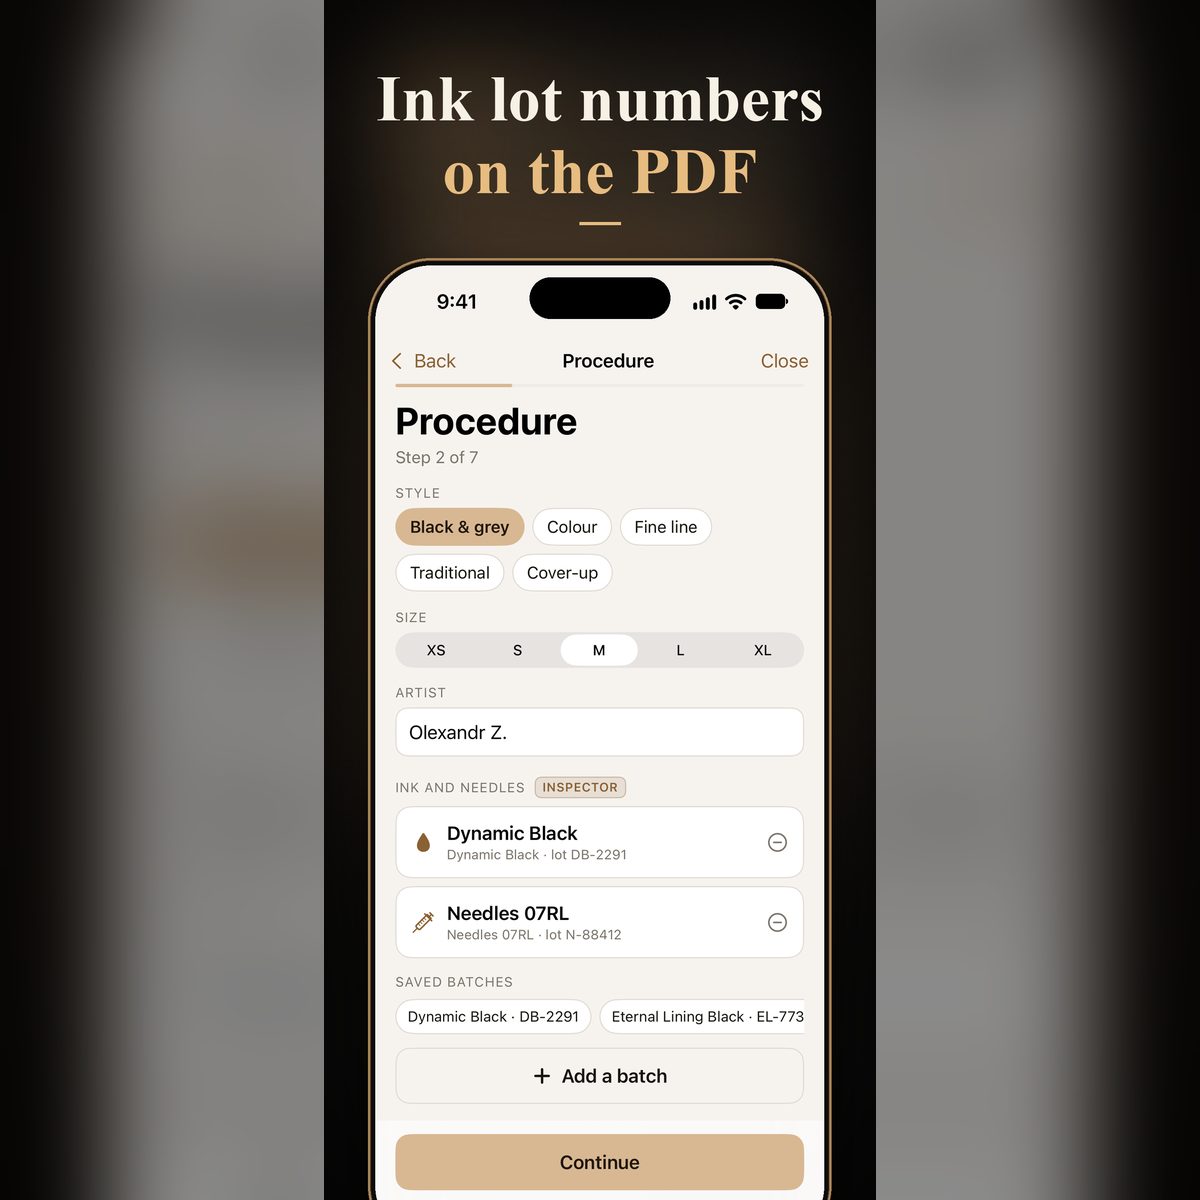 Ink lot numbers
on the PDF
9:41
Back Procedure Close
Procedure
Step 2 of 7
STYLE
Black & grey Colour Fine line
Traditional Cover-up
SIZE
XS S M L XL
ARTIST
Olexandr Z.
INK AND NEEDLES INSPECTOR
Dynamic Black
Dynamic Black · lot DB-2291
Needles 07RL
Needles 07RL · lot N-88412
SAVED BATCHES
Dynamic Black · DB-2291 Eternal Lining Black · EL-773
+ Add a batch
Continue